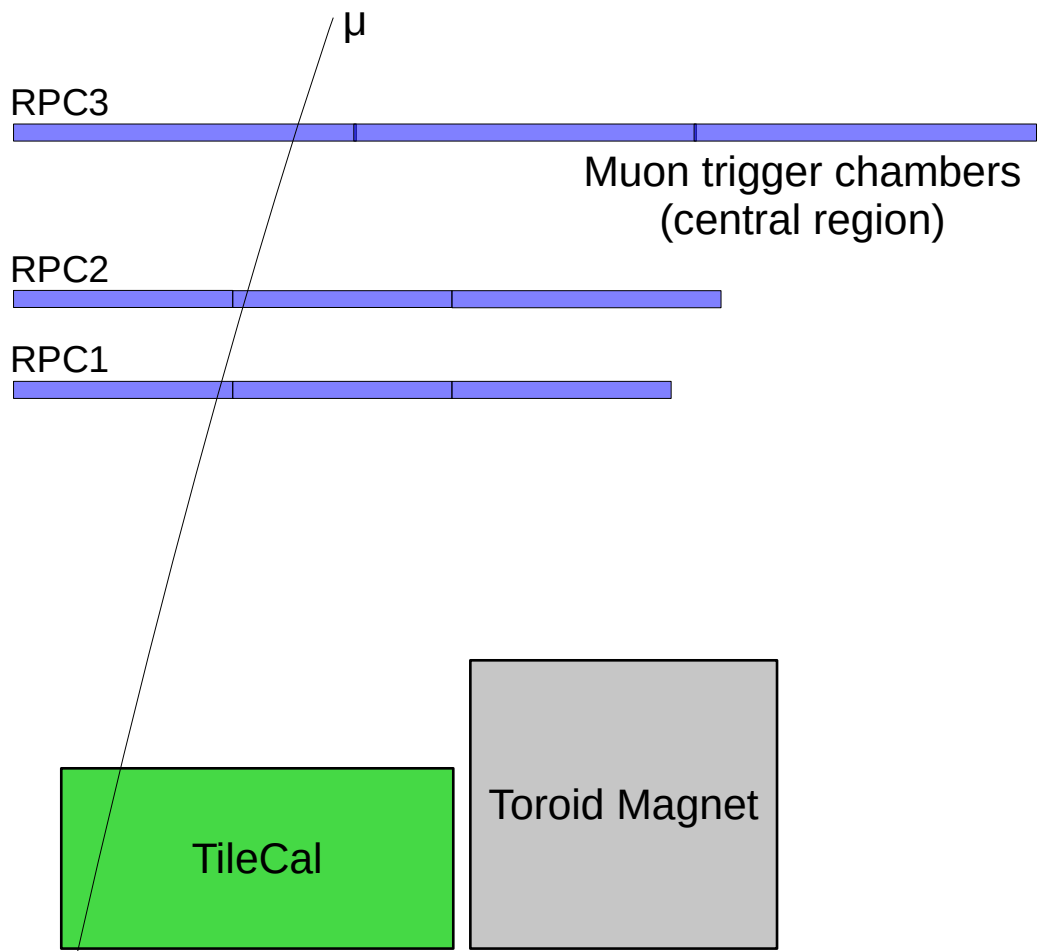 μ
RPC3
Muon trigger chambers
(central region)
RPC2
RPC1
Toroid Magnet
TileCal